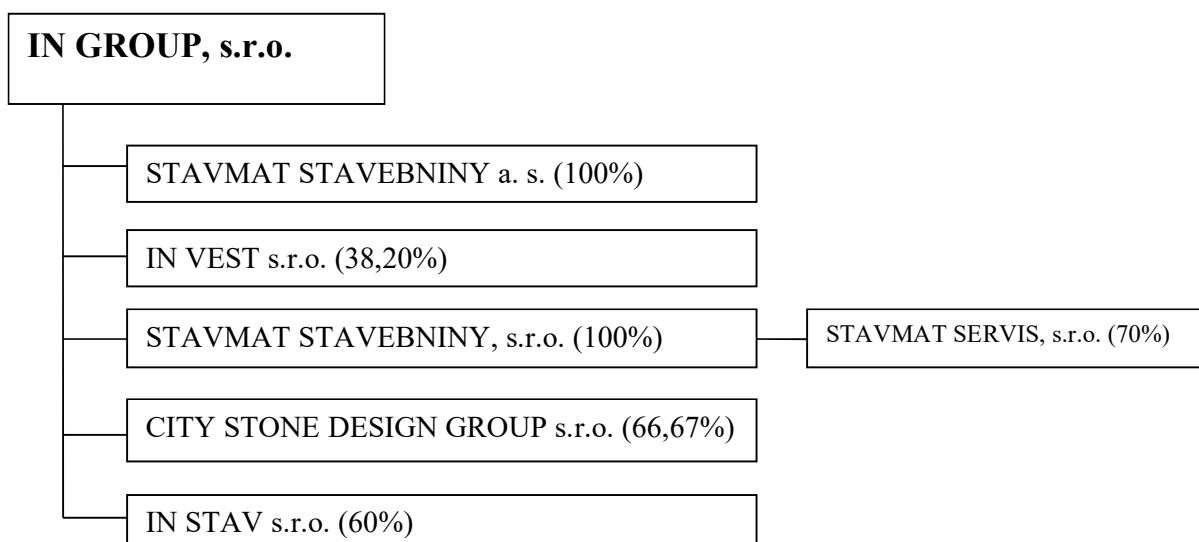 IN GROUP, s.r.o.
STAVMAT STAVEBNINY a. s. (100%)
IN VEST s.r.o. (38,20%)
STAVMAT STAVEBNINY, s.r.o. (100%)
STAVMAT SERVIS, s.r.o. (70%)
CITY STONE DESIGN GROUP s.r.o. (66,67%)
IN STAV s.r.o. (60%)